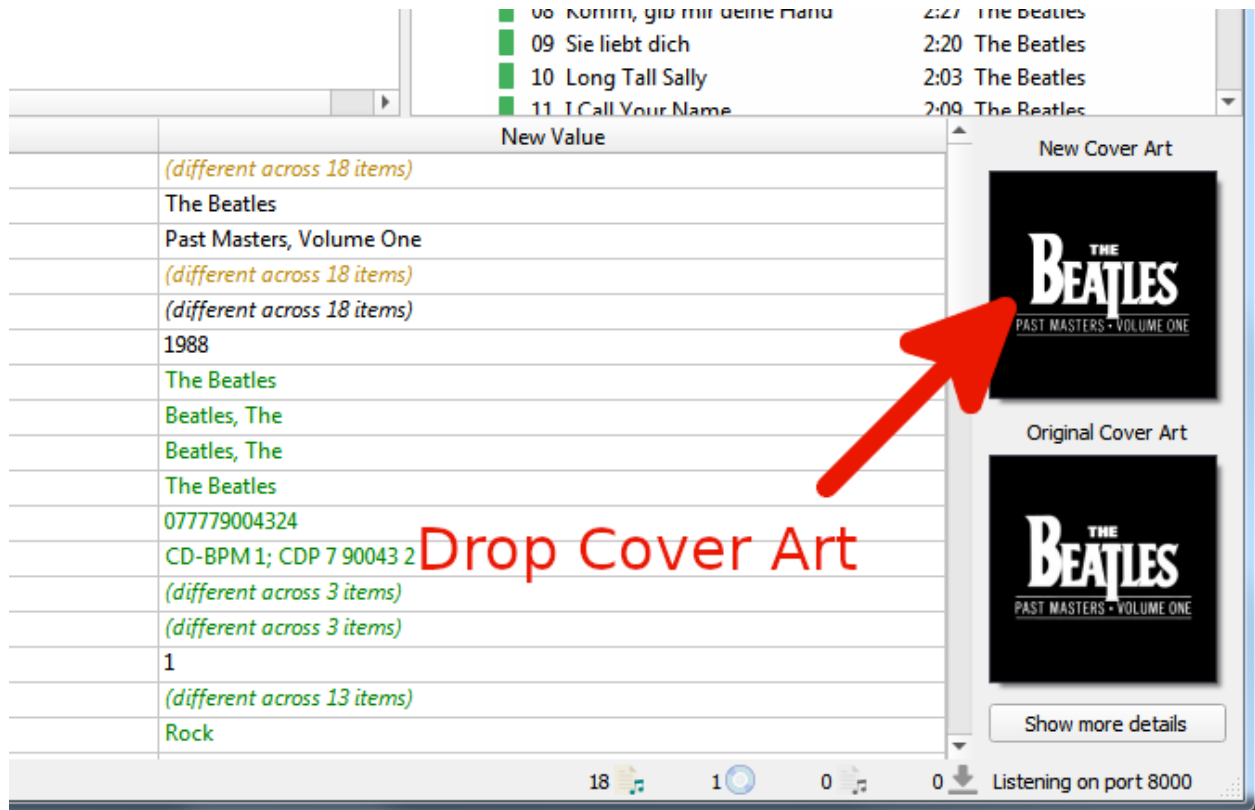 08 Komm, gib mir deine Hand 2:27 The Beatles
09 Sie liebt dich 2:20 The Beatles
10 Long Tall Sally 2:03 The Beatles
11 I Call Your Name 2:09 The Beatles
New Value
New Cover Art
(different across 18 items)
The Beatles
Past Masters, Volume One
(different across 18 items)
(different across 18 items)
1988
The Beatles
Beatles, The
Beatles, The
The Beatles
077779004324
CD-BPM 1; CDP 7 90043 2
(different across 3 items)
(different across 3 items)
1
(different across 13 items)
Rock
Drop Cover Art
THE
BEATLES
PAST MASTERS • VOLUME ONE
Original Cover Art
THE
BEATLES
PAST MASTERS • VOLUME ONE
Show more details
18 1 0 0 Listening on port 8000